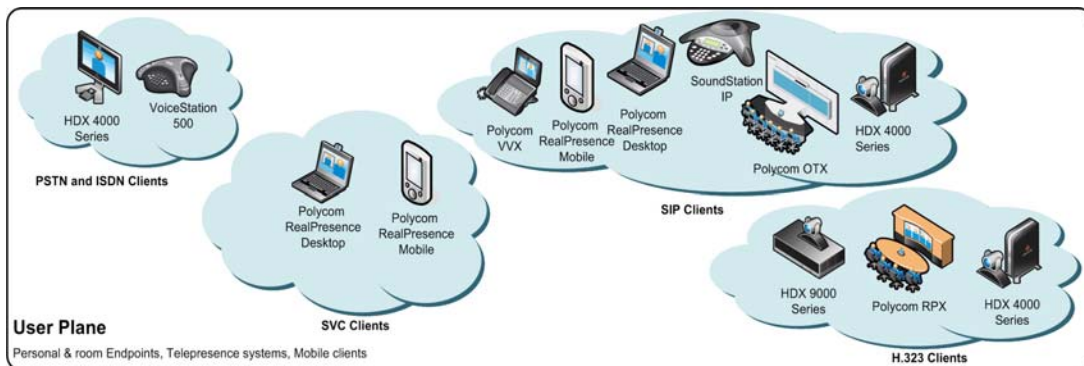 HDX 4000
Series
VoiceStation
500
PSTN and ISDN Clients
Polycom
RealPresence
Desktop
Polycom
RealPresence
Mobile
SVC Clients
Polycom
VVX
Polycom
RealPresence
Mobile
Polycom
RealPresence
Desktop
SoundStation
IP
Polycom OTX
HDX 4000
Series
SIP Clients
HDX 9000
Series
Polycom RPX
HDX 4000
Series
H.323 Clients
User Plane
Personal & room Endpoints, Telepresence systems, Mobile clients